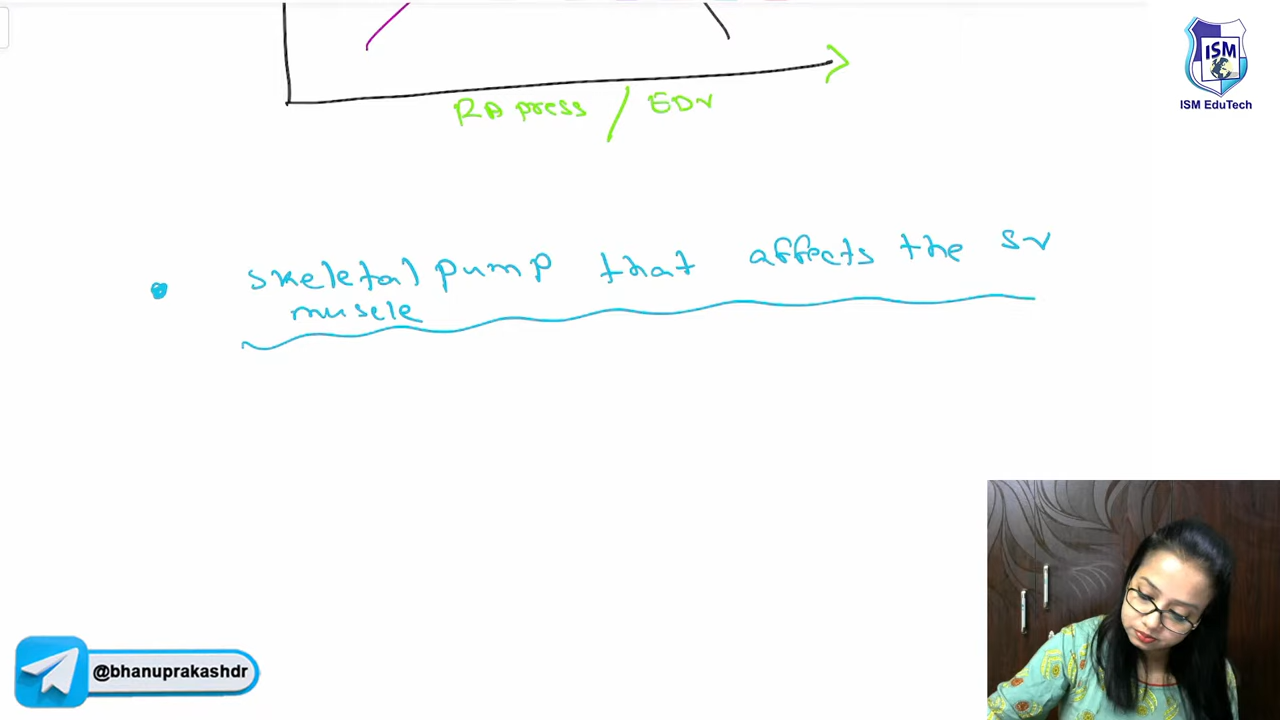 RA press / EDV
skeletal pump that affects the SV
muscle
ISM
ISM EduTech
@bhanuprakashdr